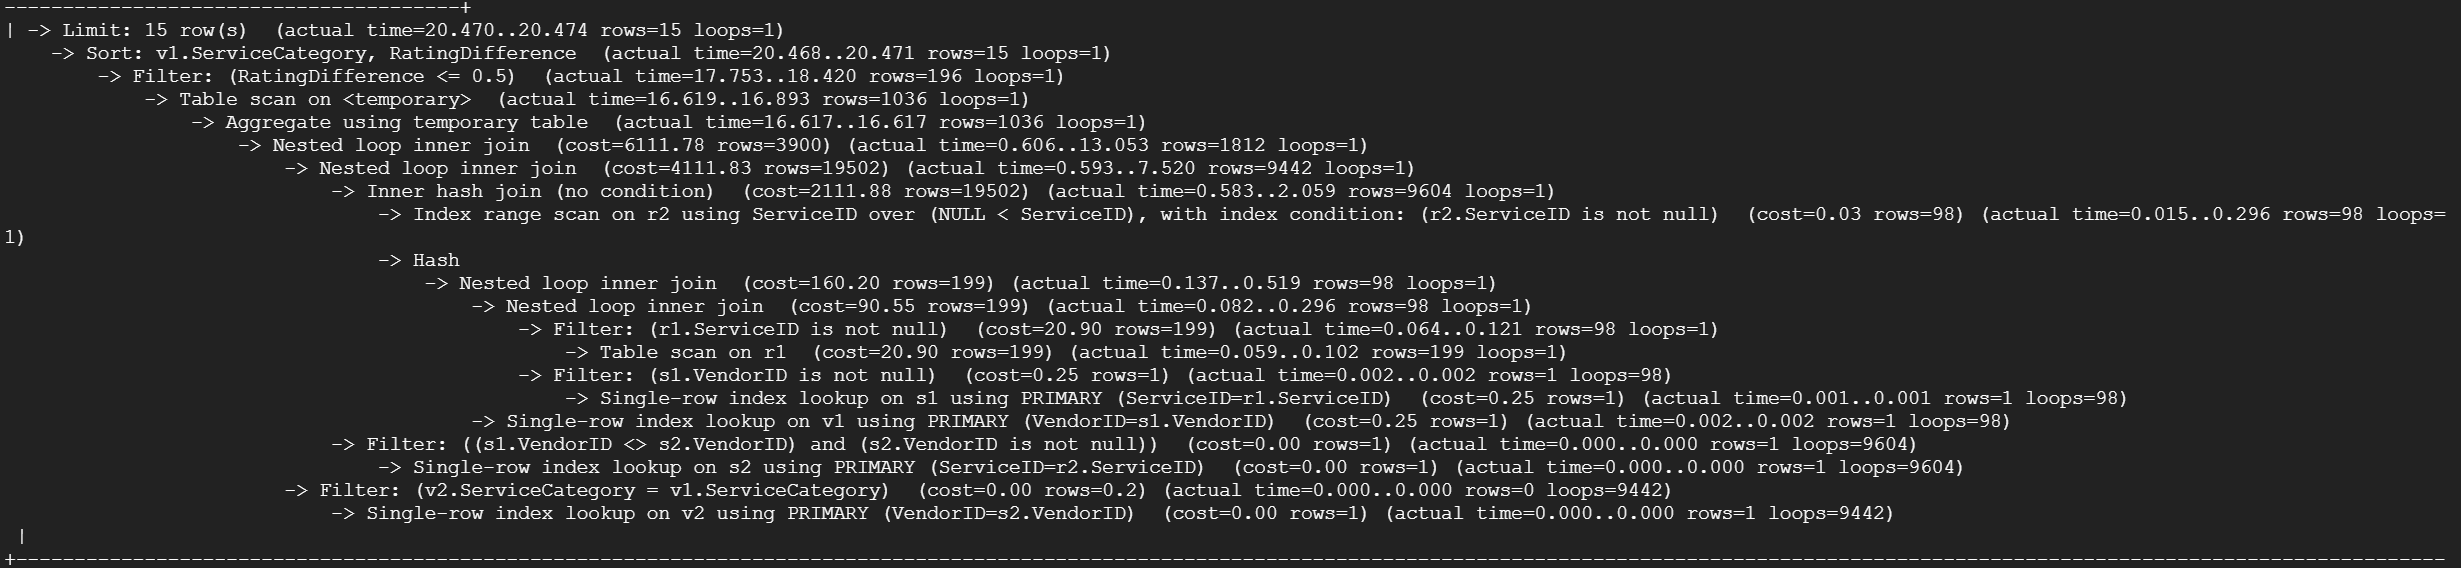 ---------------------------------------+
| -> Limit: 15 row(s)  (actual time=20.470..20.474 rows=15 loops=1)
    -> Sort: v1.ServiceCategory, RatingDifference  (actual time=20.468..20.471 rows=15 loops=1)
        -> Filter: (RatingDifference <= 0.5)  (actual time=17.753..18.420 rows=196 loops=1)
            -> Table scan on <temporary>  (actual time=16.619..16.893 rows=1036 loops=1)
                -> Aggregate using temporary table  (actual time=16.617..16.617 rows=1036 loops=1)
                    -> Nested loop inner join  (cost=6111.78 rows=3900) (actual time=0.606..13.053 rows=1812 loops=1)
                        -> Nested loop inner join  (cost=4111.83 rows=19502) (actual time=0.593..7.520 rows=9442 loops=1)
                            -> Inner hash join (no condition)  (cost=2111.88 rows=19502) (actual time=0.583..2.059 rows=9604 loops=1)
                                -> Index range scan on r2 using ServiceID over (NULL < ServiceID), with index condition: (r2.ServiceID is not null)  (cost=0.03 rows=98) (actual time=0.015..0.296 rows=98 loops=
1)
                                -> Hash
                                    -> Nested loop inner join  (cost=160.20 rows=199) (actual time=0.137..0.519 rows=98 loops=1)
                                        -> Nested loop inner join  (cost=90.55 rows=199) (actual time=0.082..0.296 rows=98 loops=1)
                                            -> Filter: (r1.ServiceID is not null)  (cost=20.90 rows=199) (actual time=0.064..0.121 rows=98 loops=1)
                                                -> Table scan on r1  (cost=20.90 rows=199) (actual time=0.059..0.102 rows=199 loops=1)
                                            -> Filter: (s1.VendorID is not null)  (cost=0.25 rows=1) (actual time=0.002..0.002 rows=1 loops=98)
                                                -> Single-row index lookup on s1 using PRIMARY (ServiceID=r1.ServiceID)  (cost=0.25 rows=1) (actual time=0.001..0.001 rows=1 loops=98)
                                        -> Single-row index lookup on v1 using PRIMARY (VendorID=s1.VendorID)  (cost=0.25 rows=1) (actual time=0.002..0.002 rows=1 loops=98)
                            -> Filter: ((s1.VendorID <> s2.VendorID) and (s2.VendorID is not null))  (cost=0.00 rows=1) (actual time=0.000..0.000 rows=1 loops=9604)
                                -> Single-row index lookup on s2 using PRIMARY (ServiceID=r2.ServiceID)  (cost=0.00 rows=1) (actual time=0.000..0.000 rows=1 loops=9604)
                        -> Filter: (v2.ServiceCategory = v1.ServiceCategory)  (cost=0.00 rows=0.2) (actual time=0.000..0.000 rows=0 loops=9442)
                            -> Single-row index lookup on v2 using PRIMARY (VendorID=s2.VendorID)  (cost=0.00 rows=1) (actual time=0.000..0.000 rows=1 loops=9442)
 |
+----------------------------------------------------------------------------------------------------------------------------------------------------------------------------------------------------------------